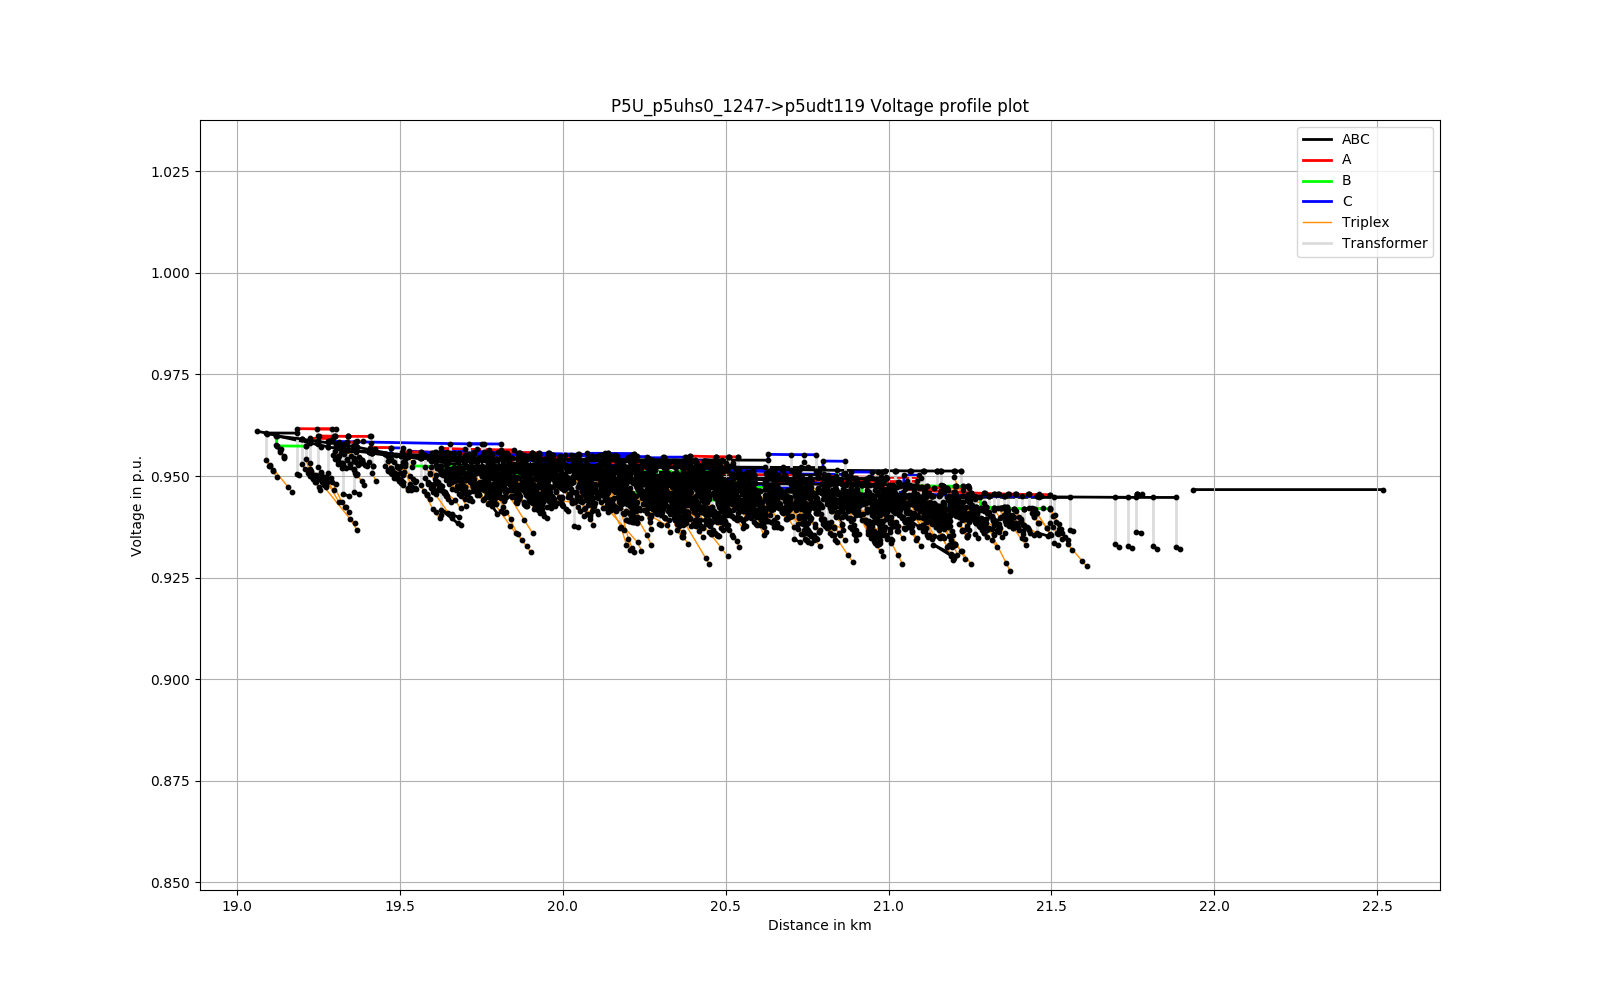 P5U_p5uhs0_1247->p5udt119 Voltage profile plot
ABC
A
B
C
Triplex
Transformer
Voltage in p.u.
1.025
1.000
0.975
0.950
0.925
0.900
0.875
0.850
19.0 19.5 20.0 20.5 21.0 21.5 22.0 22.5
Distance in km